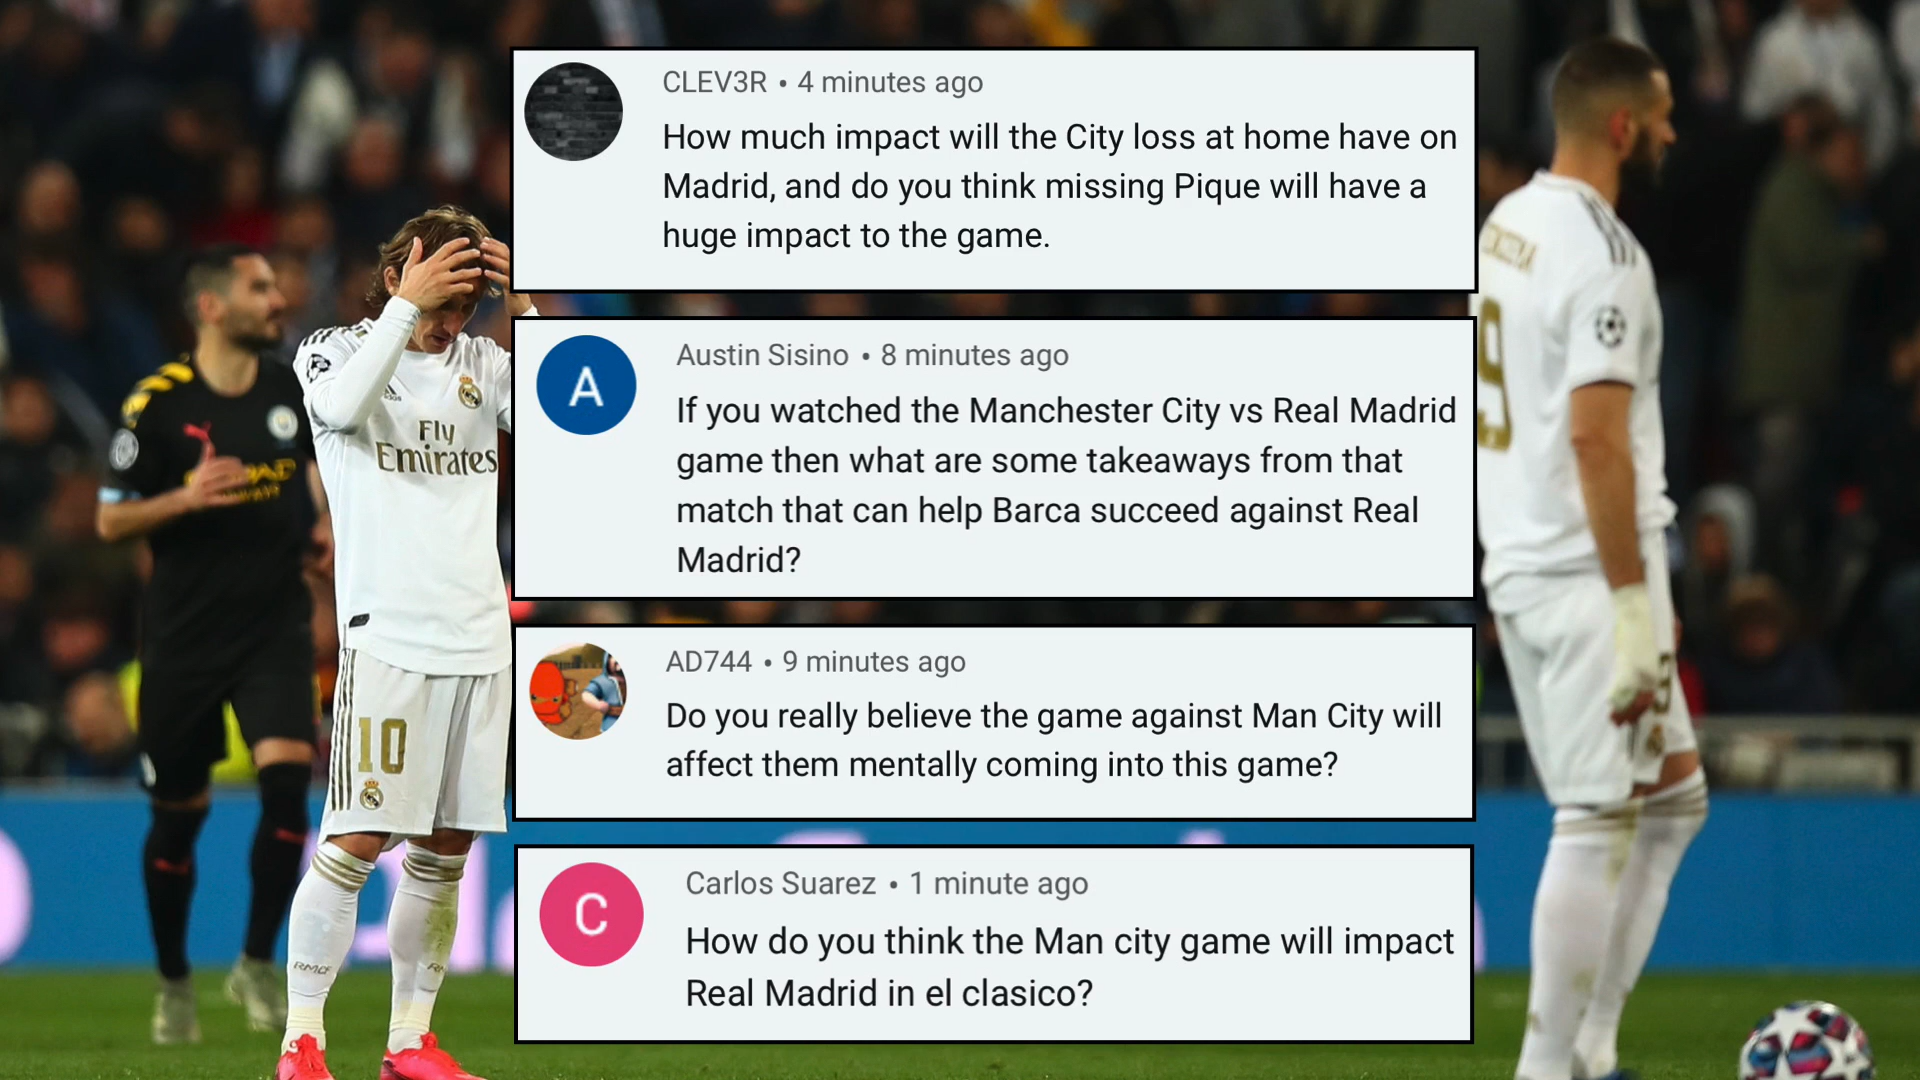 CLEV3R • 4 minutes ago
How much impact will the City loss at home have on
Madrid, and do you think missing Pique will have a
huge impact to the game.
A
Austin Sisino • 8 minutes ago
If you watched the Manchester City vs Real Madrid
game then what are some takeaways from that
match that can help Barca succeed against Real
Madrid?
AD744 • 9 minutes ago
Do you really believe the game against Man City will
affect them mentally coming into this game?
C
Carlos Suarez • 1 minute ago
How do you think the Man city game will impact
Real Madrid in el clasico?
Fly
Emirates
10
RMCF
9